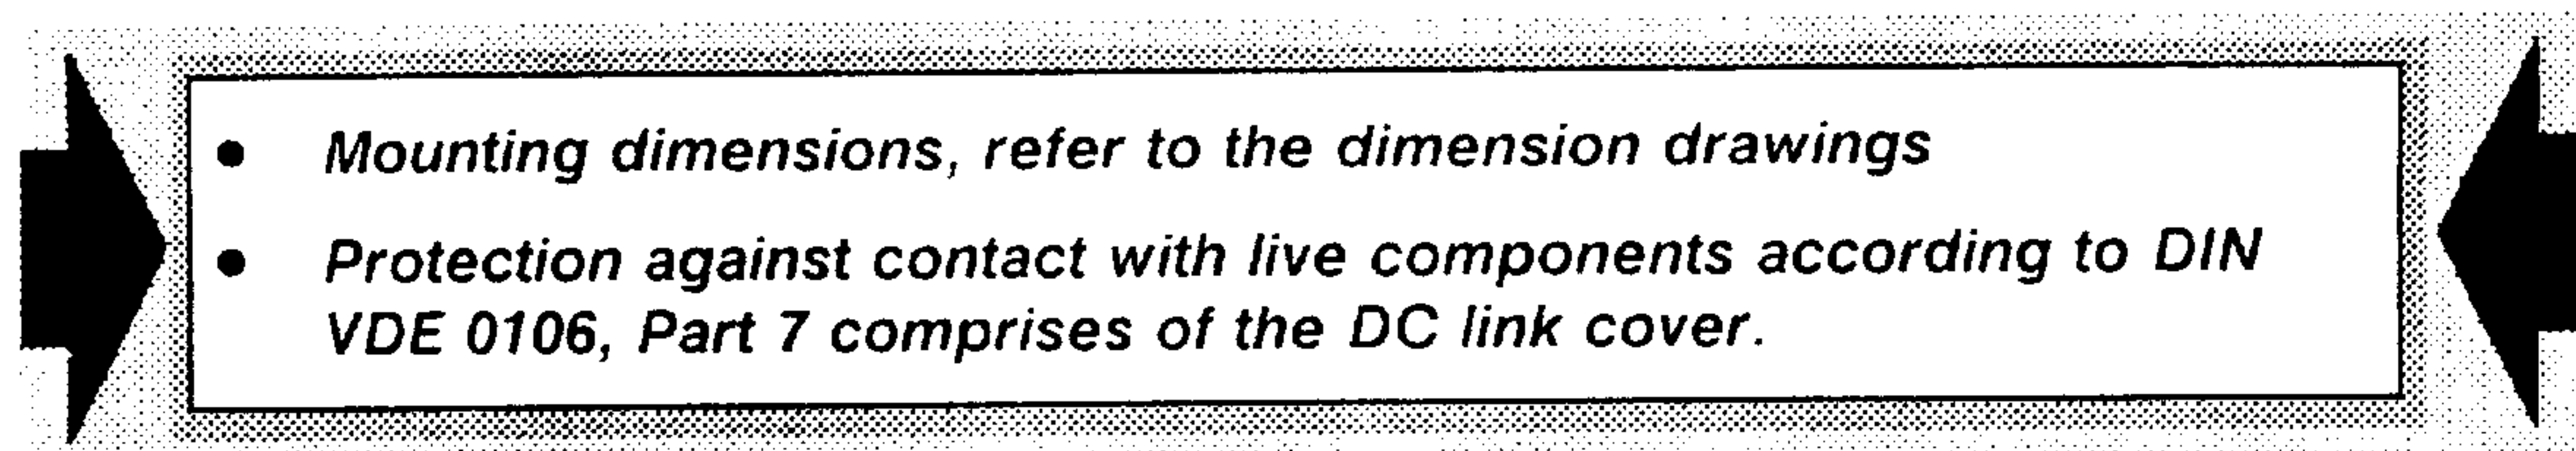 • Mounting dimensions, refer to the dimension drawings
• Protection against contact with live components according to DIN
VDE 0106, Part 7 comprises of the DC link cover.